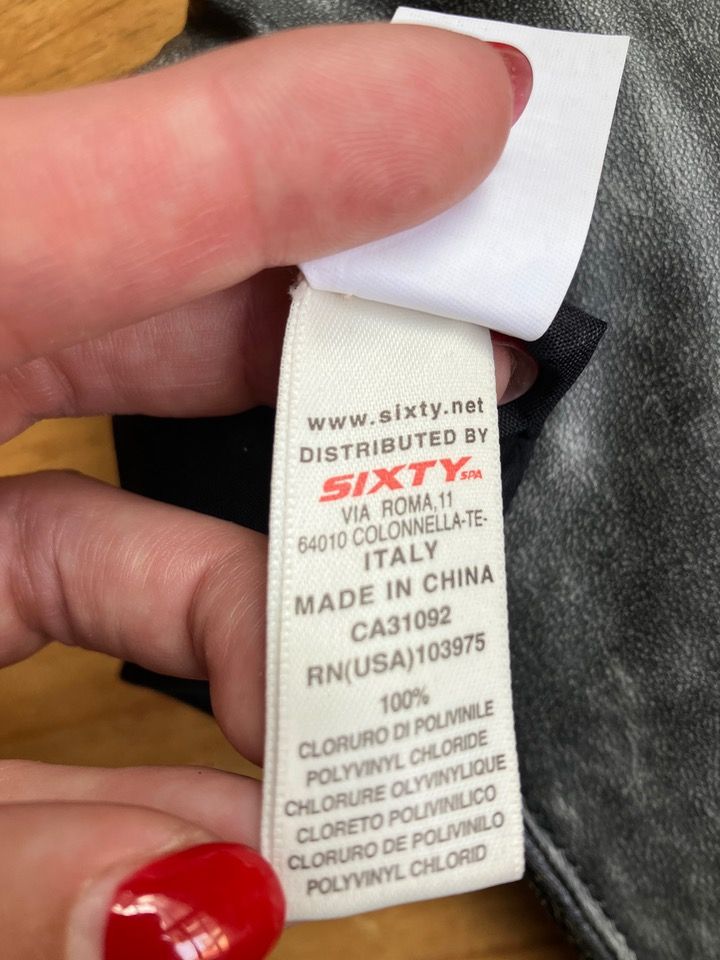 www.sixty.net
DISTRIBUTED BY
SIXTY SPA
VIA ROMA,11
64010 COLONNELLA-TE-
ITALY
MADE IN CHINA
CA31092
RN(USA)103975
100%
CLORURO DI POLIVINILE
POLYVINYL CHLORIDE
CHLORURE OLYVINYLIQUE
CLORETO POLIVINILICO
CLORURO DE POLIVINILO
POLYVINYL CHLORID